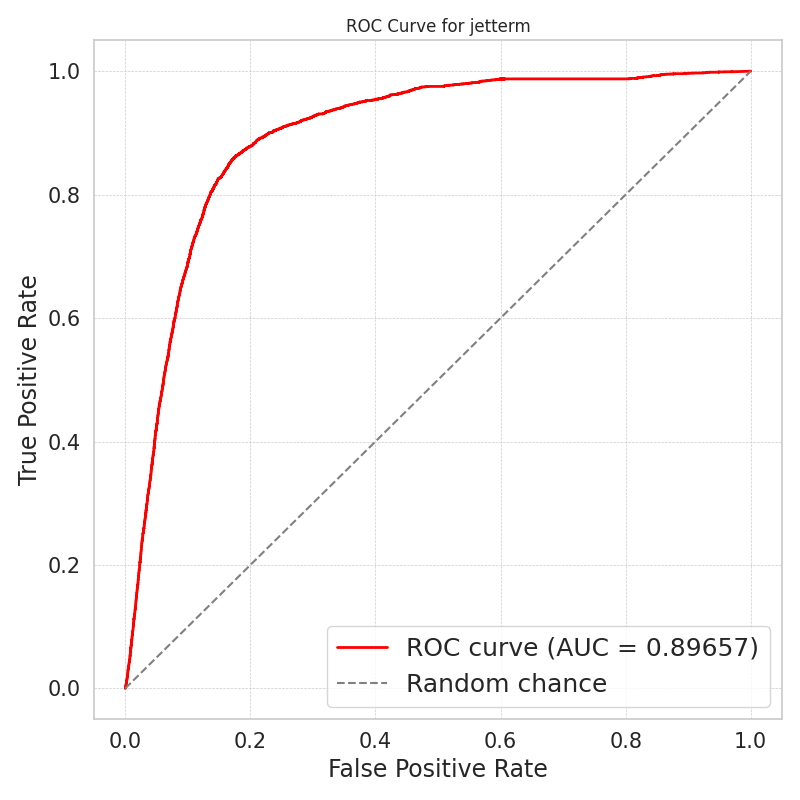 ROC Curve for jetterm
1.0
0.8
0.6
0.4
0.2
0.0
True Positive Rate
ROC curve (AUC = 0.89657)
Random chance
0.0 0.2 0.4 0.6 0.8 1.0
False Positive Rate